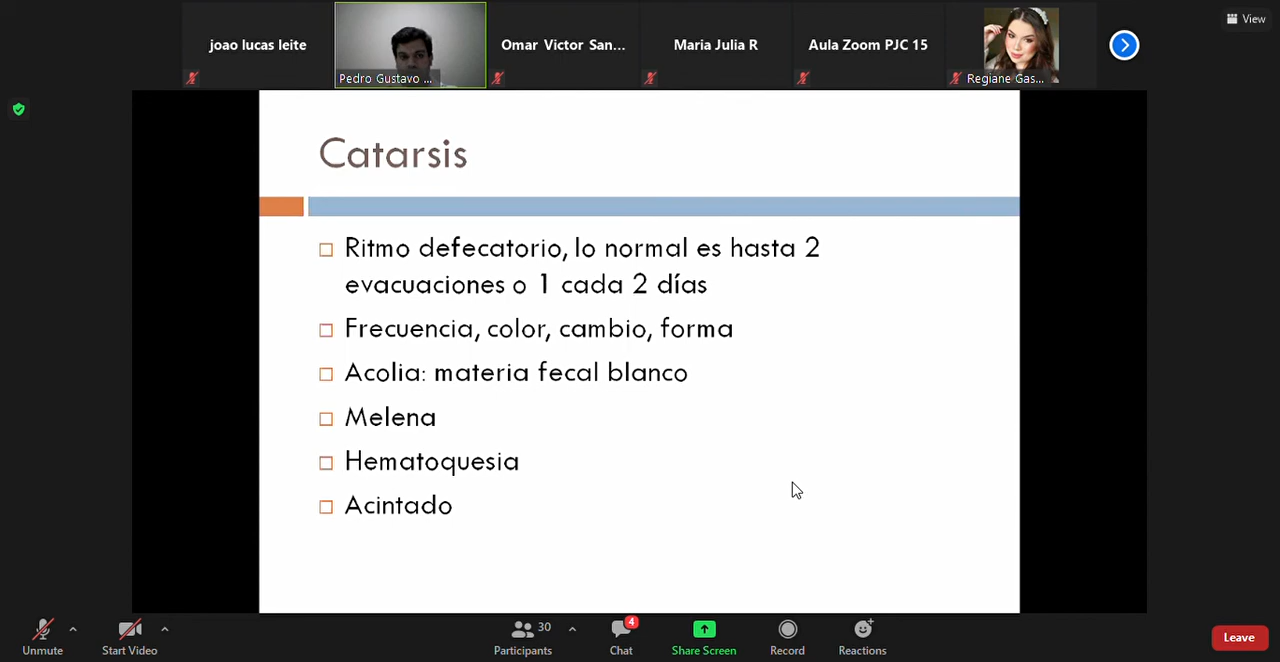 View
joao lucas leite
Pedro Gustavo ...
Omar Victor San...
Maria Julia R
Aula Zoom PJC 15
Regiane Gas...
Catarsis
Ritmo defecatorio, lo normal es hasta 2
evacuaciones o 1 cada 2 días
Frecuencia, color, cambio, forma
Acolia: materia fecal blanco
Melena
Hematoquesia
Acintado
Unmute
Start Video
30
Participants
4
Chat
Share Screen
Record
Reactions
Leave